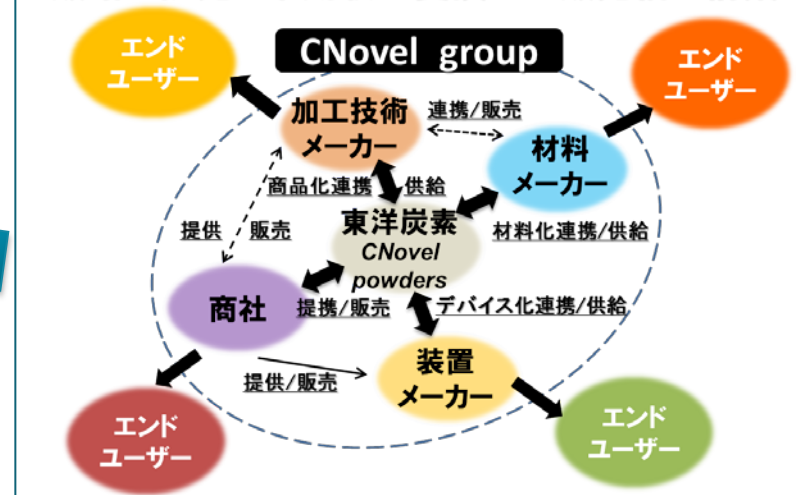 CNovel group
エンド
ユーザー
エンド
ユーザー
加工技術
メーカー
連携/販売
材料
メーカー
商品化連携
供給
東洋炭素
CNovel
powders
提供
販売
材料化連携/供給
商社
提携/販売
デバイス化連携/供給
提供/販売
装置
メーカー
エンド
ユーザー
エンド
ユーザー